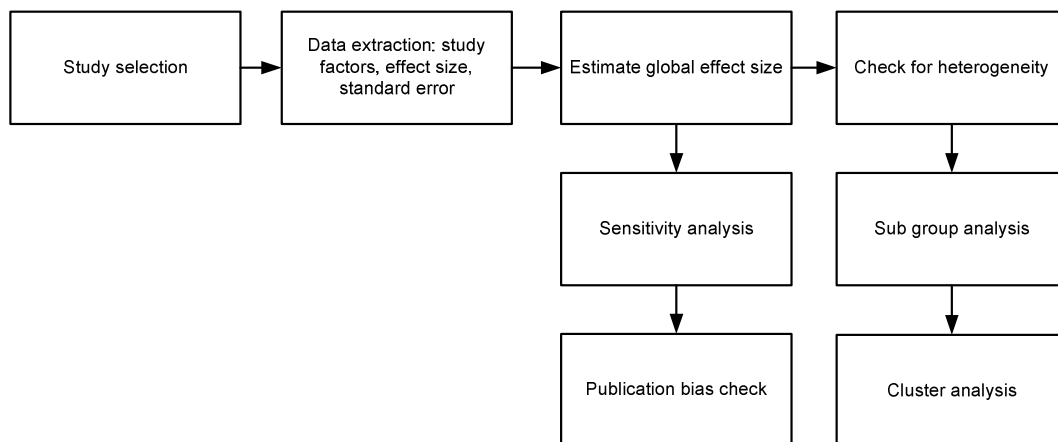 Study selection
Data extraction: study
factors, effect size,
standard error
Estimate global effect size
Check for heterogeneity
Sensitivity analysis
Sub group analysis
Publication bias check
Cluster analysis